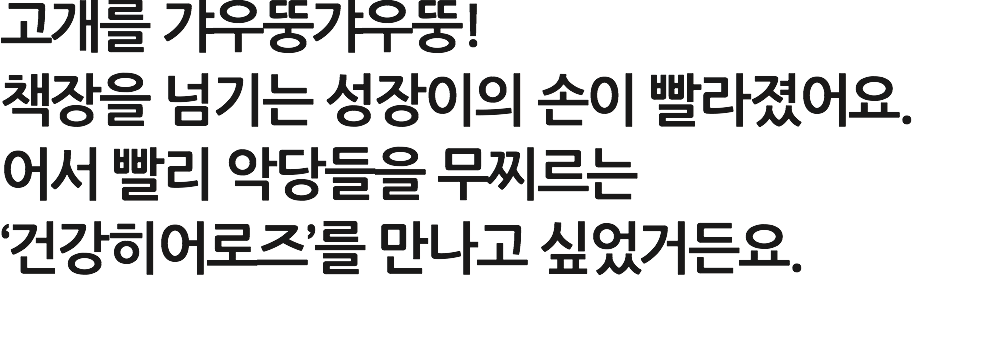 고개를 갸우뚱갸우뚱!
책장을 넘기는 성장이의 손이 빨라졌어요.
어서 빨리 악당들을 무찌르는
‘건강히어로즈’를 만나고 싶었거든요.